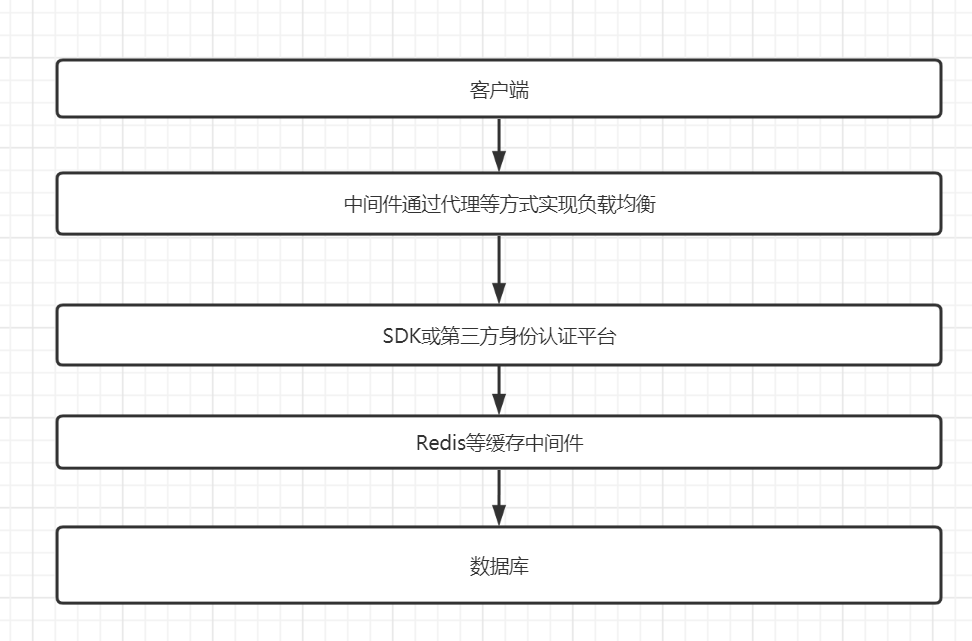 客户端
中间件通过代理等方式实现负载均衡
SDK或第三方身份认证平台
Redis等缓存中间件
数据库